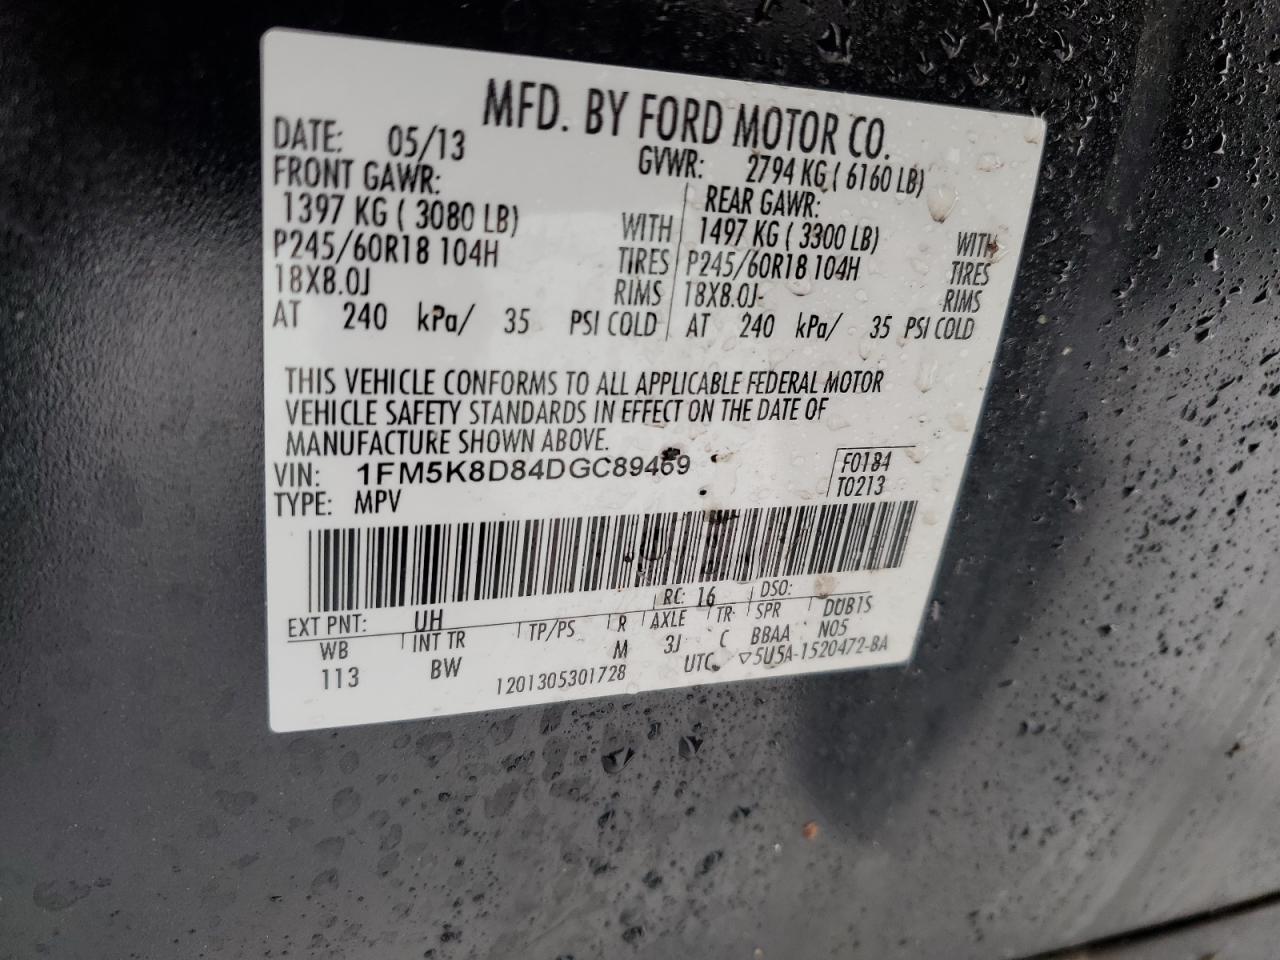 MFD. BY FORD MOTOR CO.
DATE: 05/13 GVWR: 2794 KG ( 6160 LB)
FRONT GAWR: REAR GAWR:
1397 KG ( 3080 LB) WITH 1497 KG ( 3300 LB) WITH
P245/60R18 104H TIRES P245/60R18 104H TIRES
18X8.0J RIMS 18X8.0J- RIMS
AT 240 kPa/ 35 PSI COLD AT 240 kPa/ 35 PSI COLD
THIS VEHICLE CONFORMS TO ALL APPLICABLE FEDERAL MOTOR
VEHICLE SAFETY STANDARDS IN EFFECT ON THE DATE OF
MANUFACTURE SHOWN ABOVE.
VIN: 1FM5K8D84DGC89469 F0184
TYPE: MPV T0213
EXT PNT: UH RC: 16 DSO:
WB INT TR TP/PS R AXLE TR SPR DUB1S
113 BW M 3J C BBAA N05
1201305301728 UTC ▽5U5A-1520472-BA